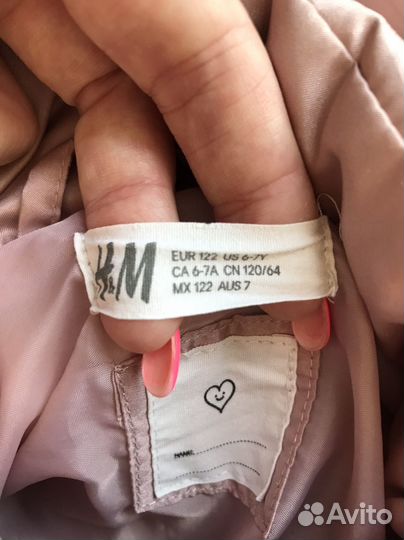 H&M
EUR 122 US 6-7Y
CA 6-7A CN 120/64
MX 122 AUS 7
NAME:
Avito